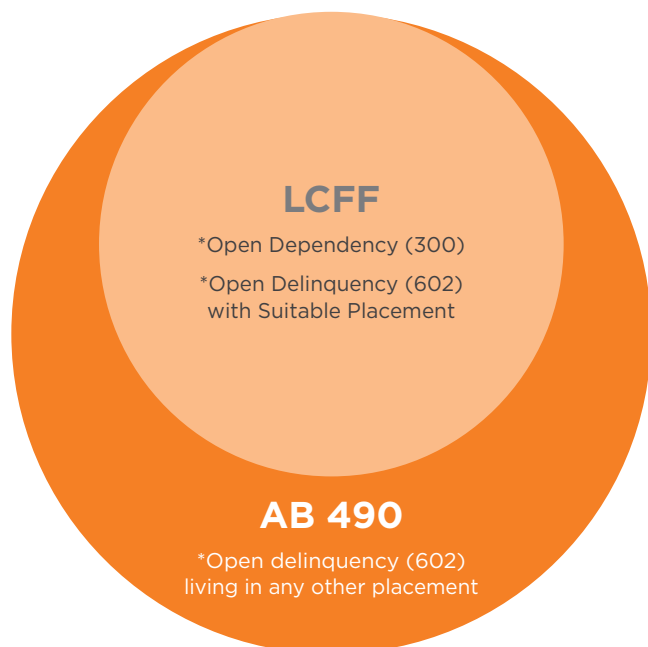 LCFF
*Open Dependency (300)
*Open Delinquency (602)
with Suitable Placement
AB 490
*Open delinquency (602)
living in any other placement